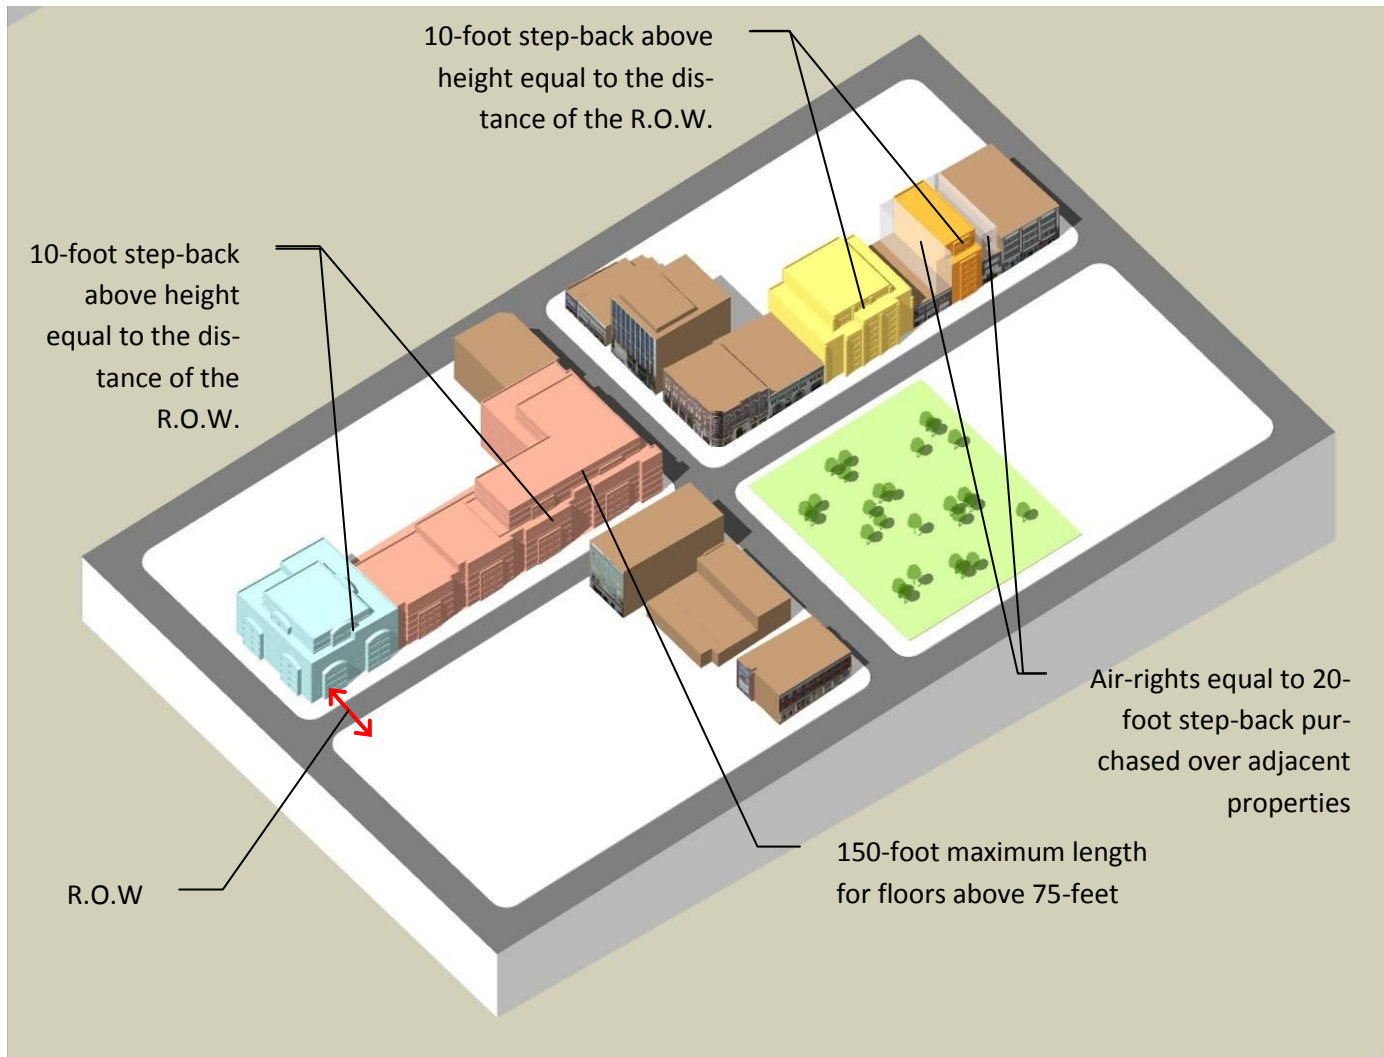 10-foot step-back above
height equal to the dis-
tance of the R.O.W.
10-foot step-back
above height
equal to the dis-
tance of the
R.O.W.
Air-rights equal to 20-
foot step-back pur-
chased over adjacent
properties
150-foot maximum length
for floors above 75-feet
R.O.W